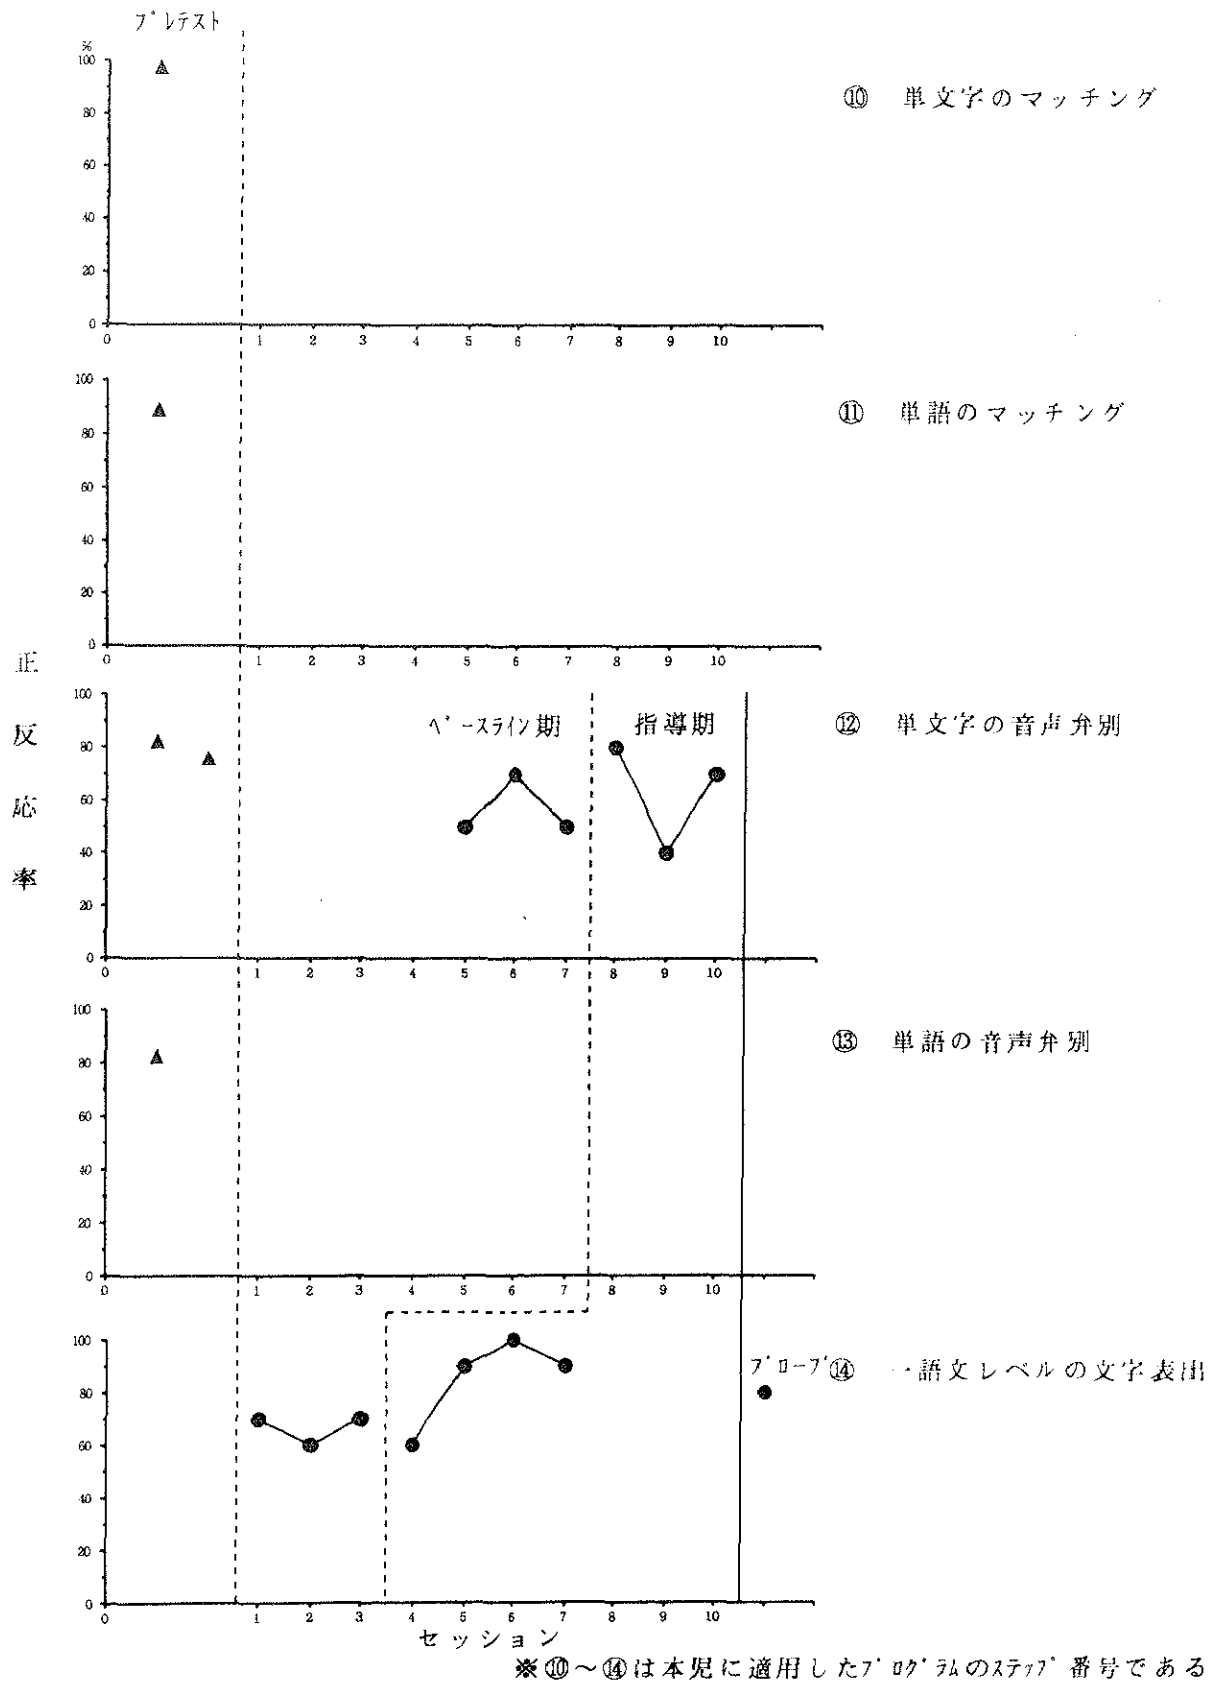 プレテスト
%
100
80
60
40
20
0
0 1 2 3 4 5 6 7 8 9 10
⑩ 単文字のマッチング
100
80
60
40
20
0
0 1 2 3 4 5 6 7 8 9 10
⑪ 単語のマッチング
正反応率
100
80
60
40
20
0
0 1 2 3 4 5 6 7 8 9 10
ベースライン期
指導期
⑫ 単文字の音声弁別
100
80
60
40
20
0
0 1 2 3 4 5 6 7 8 9 10
⑬ 単語の音声弁別
100
80
60
40
20
0
0 1 2 3 4 5 6 7 8 9 10
プローブ
⑭ 一語文レベルの文字表出
セッション
※⑩～⑭は本児に適用したプログラムのステップ番号である